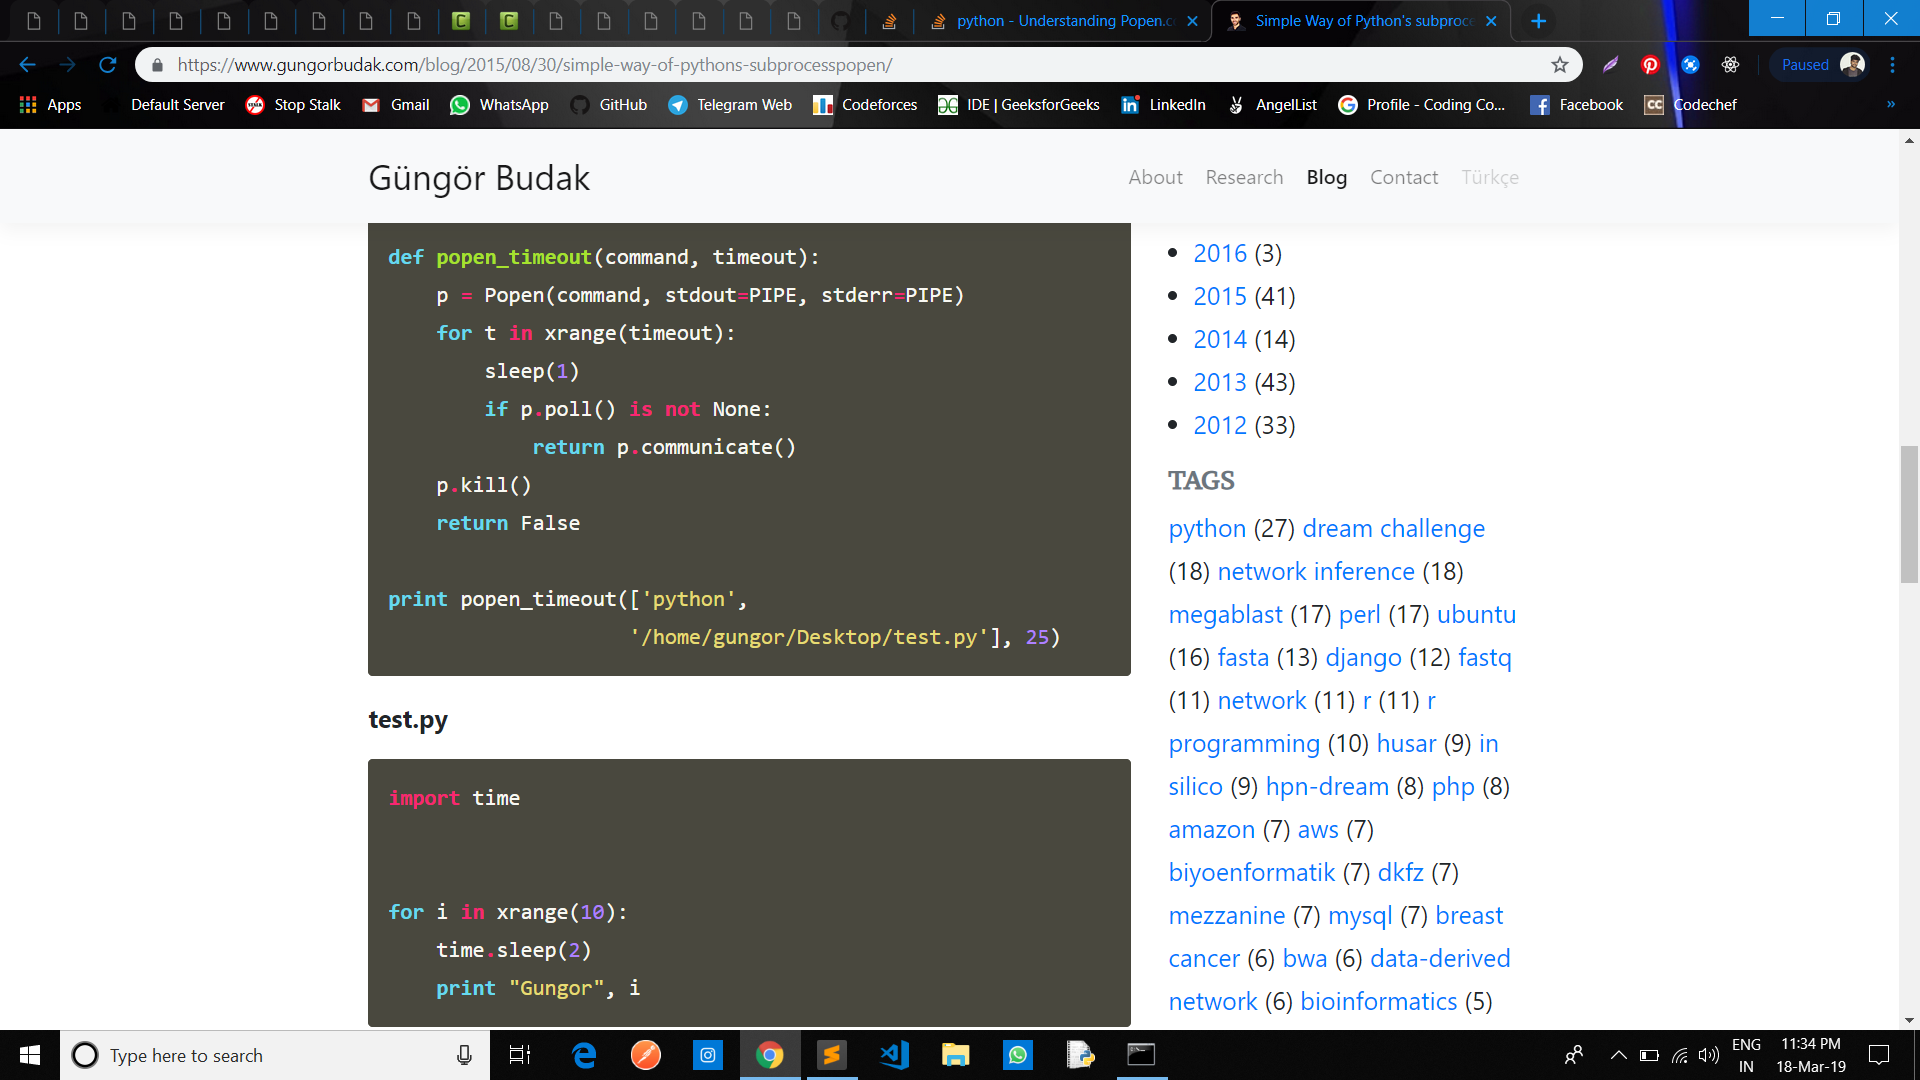 python - Understanding Popen.c
Simple Way of Python's subproce
https://www.gungorbudak.com/blog/2015/08/30/simple-way-of-pythons-subprocesspopen/
Paused
Apps Default Server Stop Stalk Gmail WhatsApp GitHub Telegram Web Codeforces IDE | GeeksforGeeks LinkedIn AngelList Profile - Coding Co... Facebook Codechef »
Güngör Budak
About Research Blog Contact Türkçe
def popen_timeout(command, timeout):
    p = Popen(command, stdout=PIPE, stderr=PIPE)
    for t in xrange(timeout):
        sleep(1)
        if p.poll() is not None:
            return p.communicate()
    p.kill()
    return False
print popen_timeout(['python',
                    '/home/gungor/Desktop/test.py'], 25)
test.py
import time
for i in xrange(10):
    time.sleep(2)
    print "Gungor", i
2016 (3)
2015 (41)
2014 (14)
2013 (43)
2012 (33)
TAGS
python (27) dream challenge
(18) network inference (18)
megablast (17) perl (17) ubuntu
(16) fasta (13) django (12) fastq
(11) network (11) r (11) r
programming (10) husar (9) in
silico (9) hpn-dream (8) php (8)
amazon (7) aws (7)
biyoenformatik (7) dkfz (7)
mezzanine (7) mysql (7) breast
cancer (6) bwa (6) data-derived
network (6) bioinformatics (5)
Type here to search
ENG
IN
11:34 PM
18-Mar-19